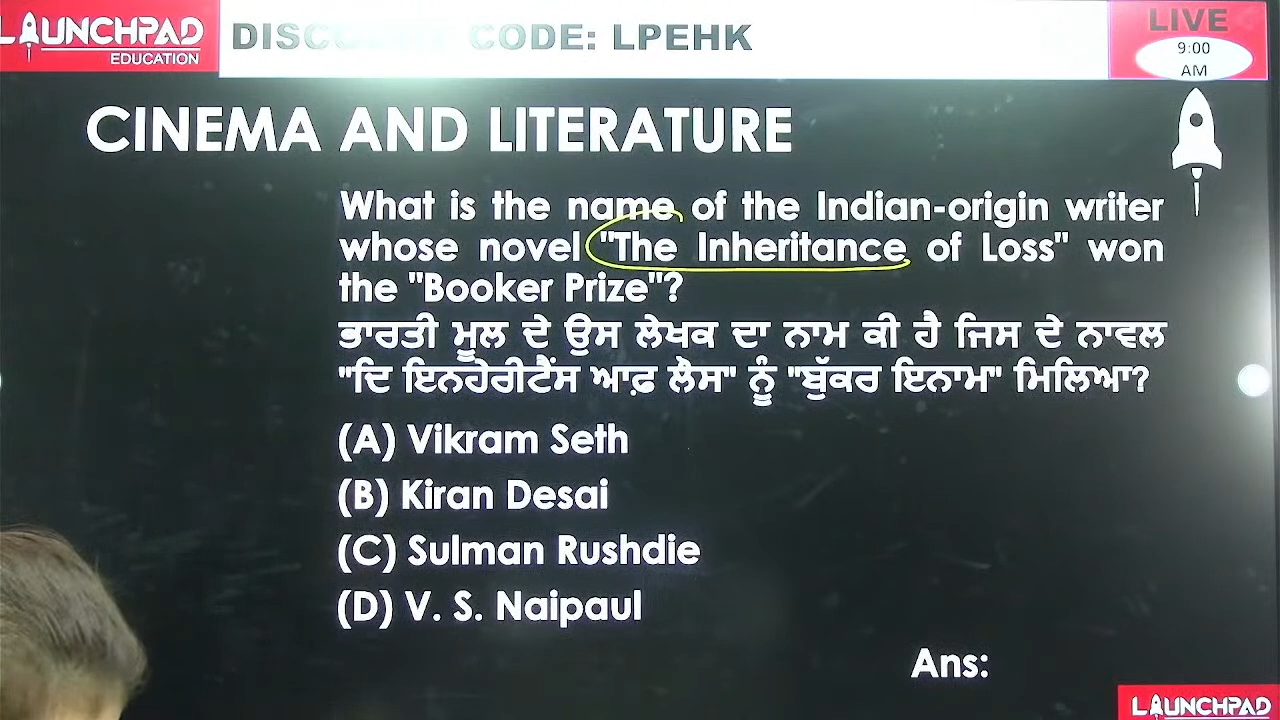 LAUNCHPAD
EDUCATION
DISCOUNT CODE: LPEHK
LIVE
9:00
AM
CINEMA AND LITERATURE
What is the name of the Indian-origin writer
whose novel "The Inheritance of Loss" won
the "Booker Prize"?
ਭਾਰਤੀ ਮੂਲ ਦੇ ਉਸ ਲੇਖਕ ਦਾ ਨਾਮ ਕੀ ਹੈ ਜਿਸ ਦੇ ਨਾਵਲ
"ਦਿ ਇਨਹੇਰੀਟੈਂਸ ਆਫ਼ ਲੌਸ" ਨੂੰ "ਬੁੱਕਰ ਇਨਾਮ" ਮਿਲਿਆ?
(A) Vikram Seth
(B) Kiran Desai
(C) Sulman Rushdie
(D) V. S. Naipaul
Ans:
LAUNCHPAD